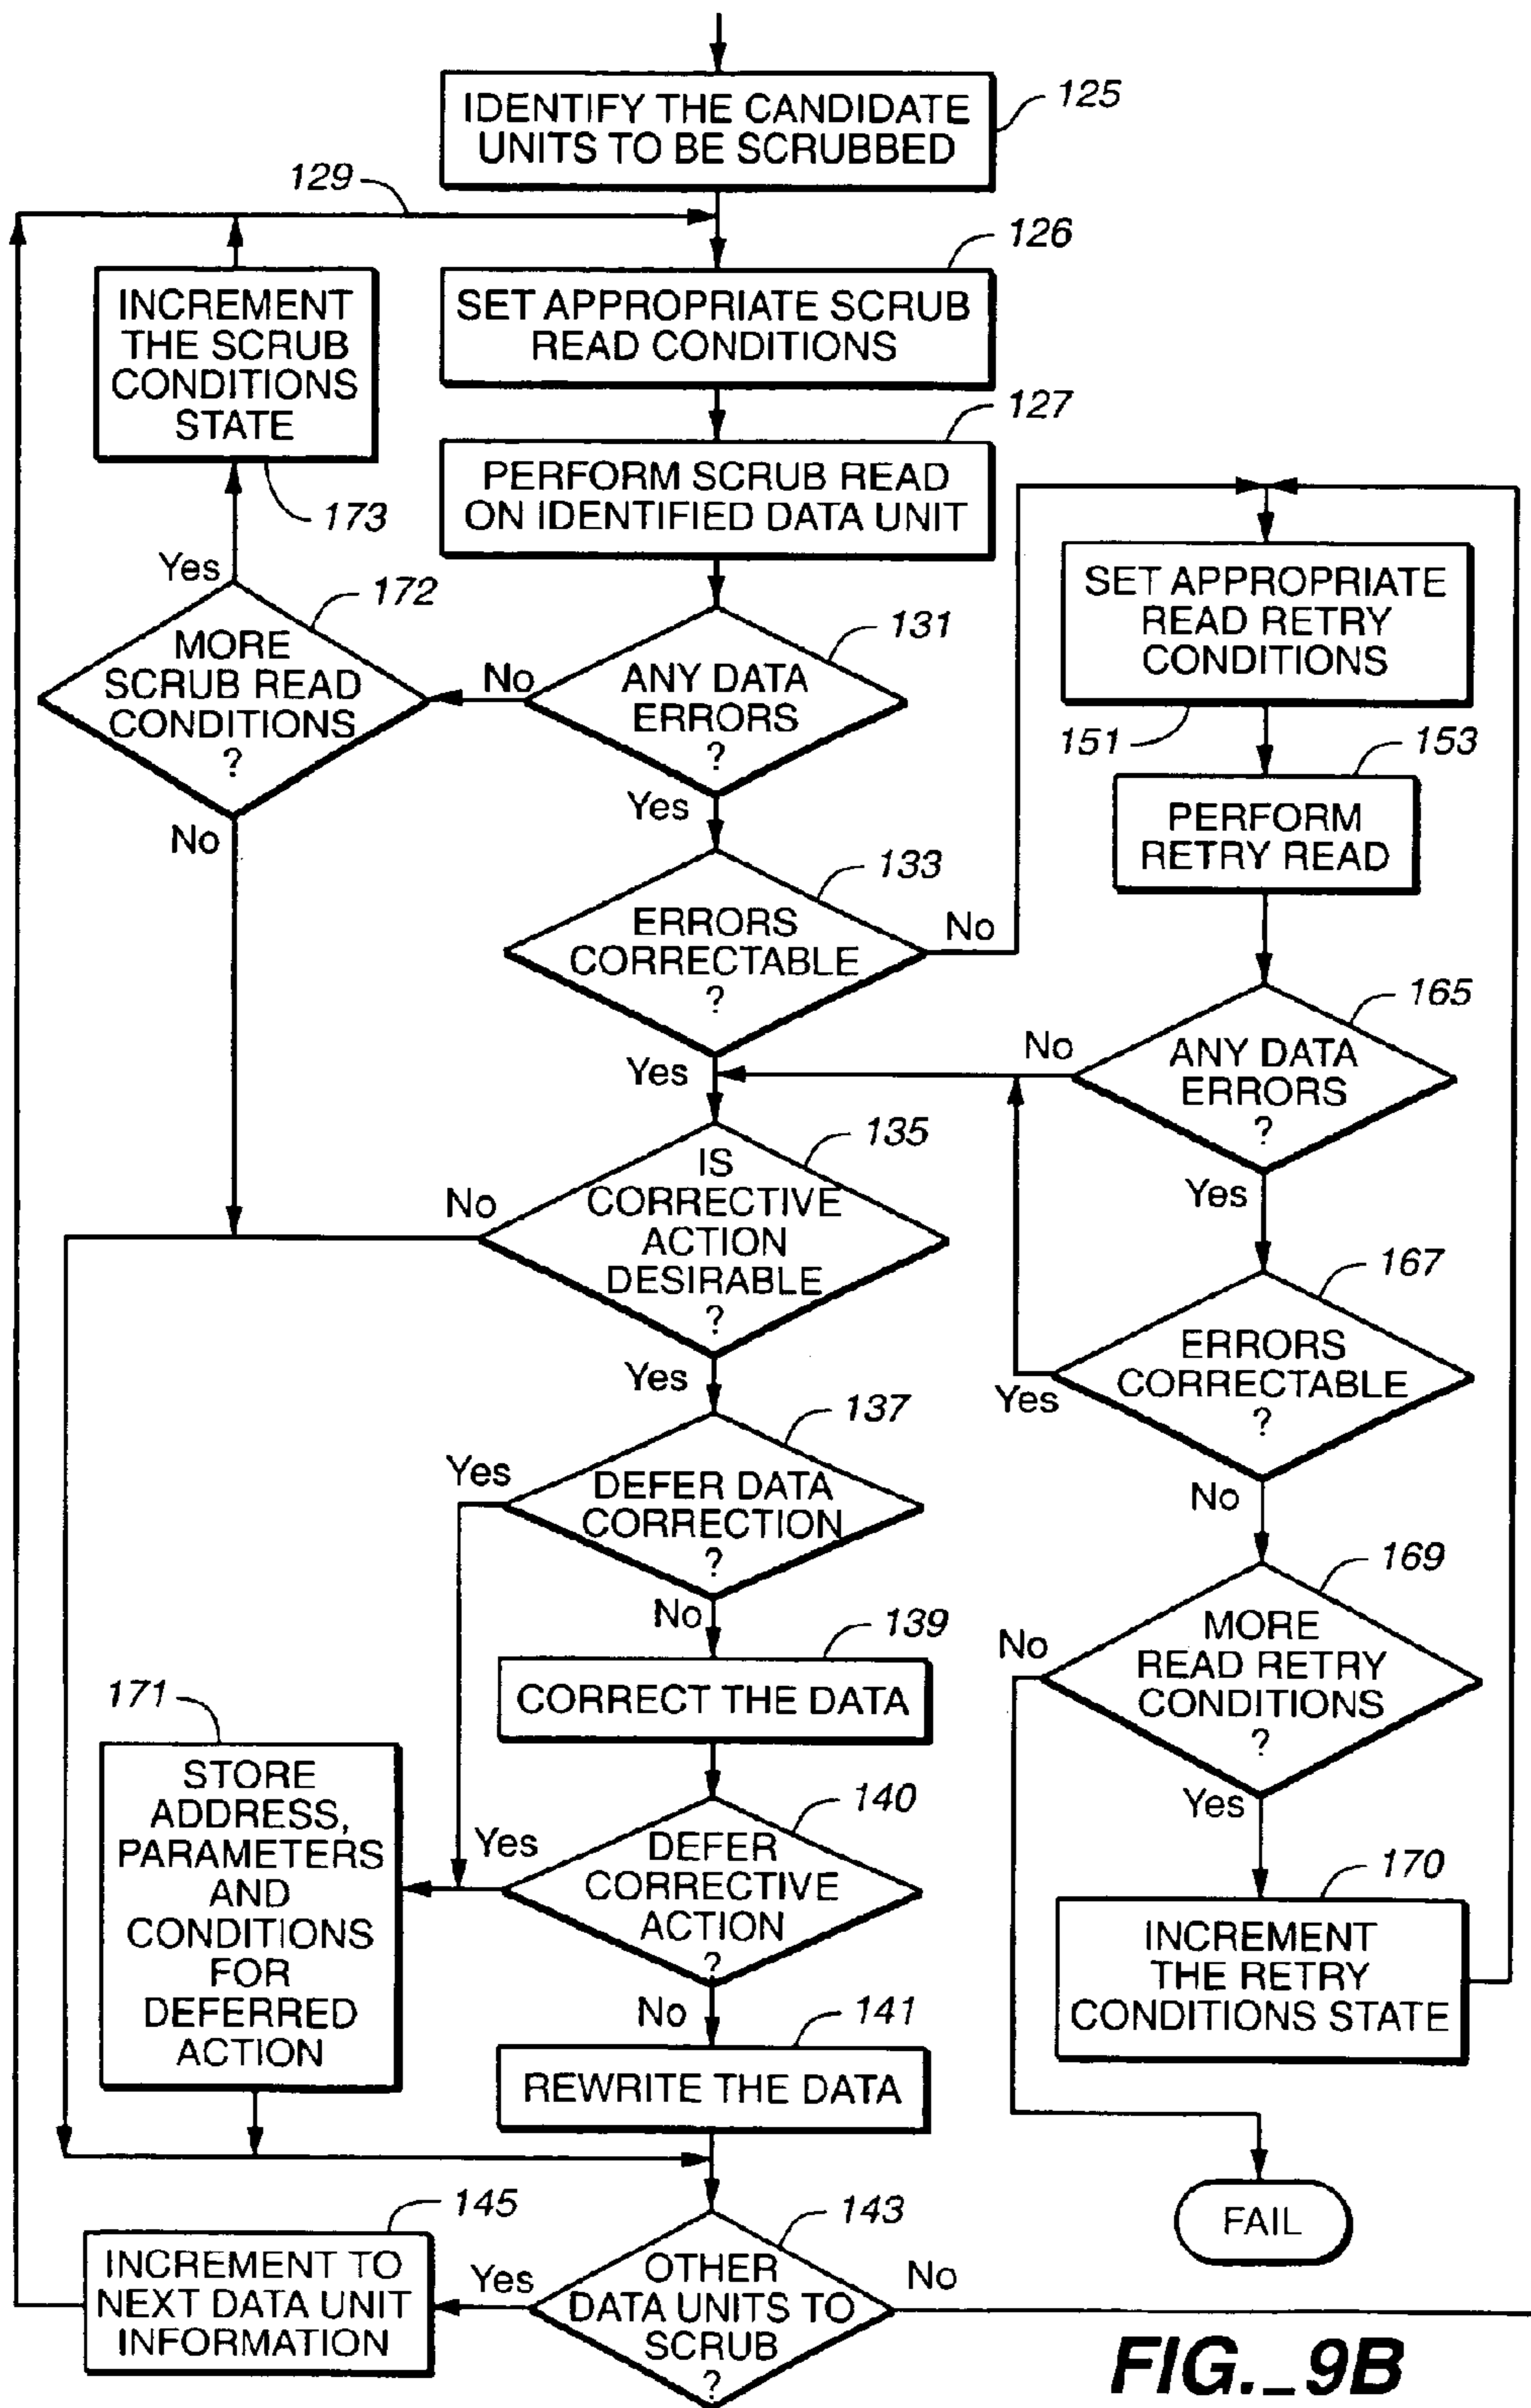 IDENTIFY THE CANDIDATE
UNITS TO BE SCRUBBED
125
129
126
SET APPROPRIATE SCRUB
READ CONDITIONS
INCREMENT
THE SCRUB
CONDITIONS
STATE
173
127
PERFORM SCRUB READ
ON IDENTIFIED DATA UNIT
Yes
172
MORE
SCRUB READ
CONDITIONS
?
No
No
131
ANY DATA
ERRORS
?
Yes
SET APPROPRIATE
READ RETRY
CONDITIONS
151
153
PERFORM
RETRY READ
133
ERRORS
CORRECTABLE
?
No
Yes
165
No
ANY DATA
ERRORS
?
Yes
135
IS
CORRECTIVE
ACTION
DESIRABLE
?
No
Yes
167
ERRORS
CORRECTABLE
?
Yes
No
137
Yes
DEFER DATA
CORRECTION
?
No
169
No
MORE
READ RETRY
CONDITIONS
?
Yes
139
CORRECT THE DATA
171
STORE
ADDRESS,
PARAMETERS
AND
CONDITIONS
FOR
DEFERRED
ACTION
140
Yes
DEFER
CORRECTIVE
ACTION
?
No
170
INCREMENT
THE RETRY
CONDITIONS STATE
141
REWRITE THE DATA
FAIL
145
INCREMENT TO
NEXT DATA UNIT
INFORMATION
Yes
143
OTHER
DATA UNITS TO
SCRUB
?
No
FIG._9B